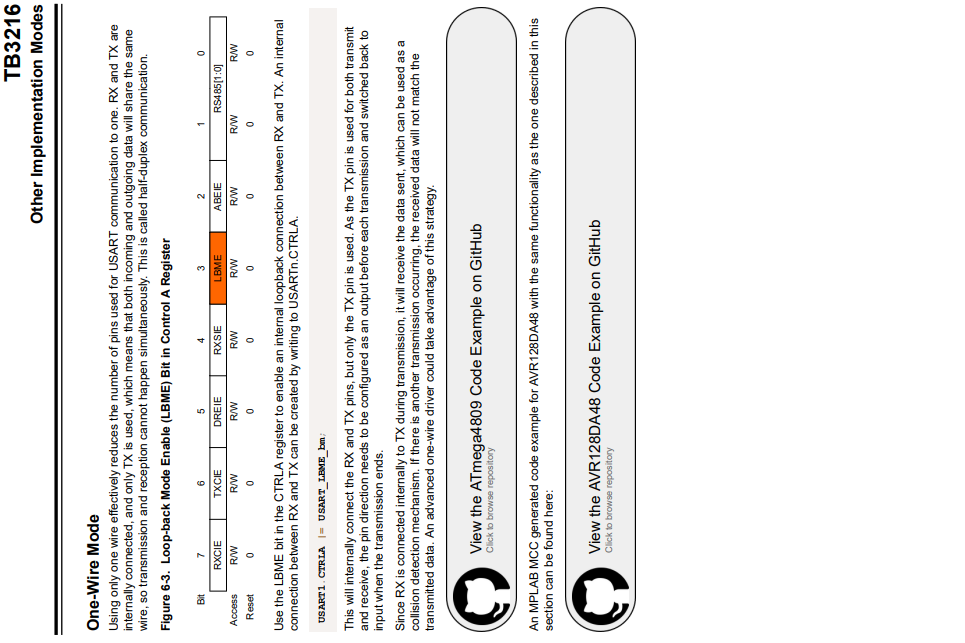 TB3216
Other Implementation Modes
One-Wire Mode
Using only one wire effectively reduces the number of pins used for USART communication to one. RX and TX are
internally connected, and only TX is used, which means that both incoming and outgoing data will share the same
wire, so transmission and reception cannot happen simultaneously. This is called half-duplex communication.
Figure 6-3. Loop-back Mode Enable (LBME) Bit in Control A Register
Bit 7 6 5 4 3 2 1 0
RXCIE TXCIE DREIE RXSIE LBME ABEIE RS485[1:0]
Access R/W R/W R/W R/W R/W R/W R/W R/W
Reset 0 0 0 0 0 0 0 0
Use the LBME bit in the CTRLA register to enable an internal loopback connection between RX and TX. An internal
connection between RX and TX can be created by writing to USARTn.CTRLA.
USART1.CTRLA |= USART_LBME_bm;
This will internally connect the RX and TX pins, but only the TX pin is used. As the TX pin is used for both transmit
and receive, the pin direction needs to be configured as an output before each transmission and switched back to
input when the transmission ends.
Since RX is connected internally to TX during transmission, it will receive the data sent, which can be used as a
collision detection mechanism. If there is another transmission occurring, the received data will not match the
transmitted data. An advanced one-wire driver could take advantage of this strategy.
View the ATmega4809 Code Example on GitHub
Click to browse repository
An MPLAB MCC generated code example for AVR128DA48 with the same functionality as the one described in this
section can be found here:
View the AVR128DA48 Code Example on GitHub
Click to browse repository